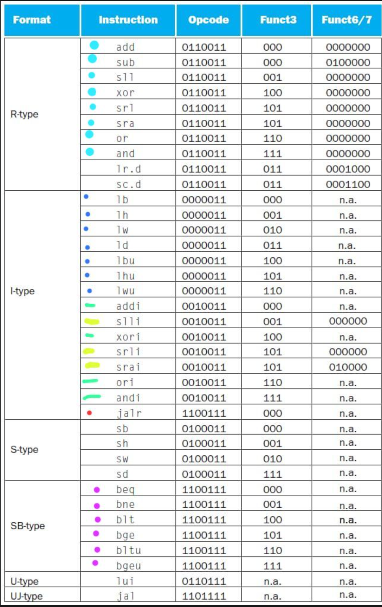 Format Instruction Opcode Funct3 Funct6/7
R-type
add 0110011 000 0000000
sub 0110011 000 0100000
sll 0110011 001 0000000
xor 0110011 100 0000000
srl 0110011 101 0000000
sra 0110011 101 0000000
or 0110011 110 0000000
and 0110011 111 0000000
lr.d 0110011 011 0001000
sc.d 0110011 011 0001100
I-type
lb 0000011 000 n.a.
lh 0000011 001 n.a.
lw 0000011 010 n.a.
ld 0000011 011 n.a.
lbu 0000011 100 n.a.
lhu 0000011 101 n.a.
lwu 0000011 110 n.a.
addi 0010011 000 n.a.
slli 0010011 001 000000
xori 0010011 100 n.a.
srli 0010011 101 000000
srai 0010011 101 010000
ori 0010011 110 n.a.
andi 0010011 111 n.a.
jalr 1100111 000 n.a.
S-type
sb 0100011 000 n.a.
sh 0100011 001 n.a.
sw 0100011 010 n.a.
sd 0100011 111 n.a.
SB-type
beq 1100111 000 n.a.
bne 1100111 001 n.a.
blt 1100111 100 n.a.
bge 1100111 101 n.a.
bltu 1100111 110 n.a.
bgeu 1100111 111 n.a.
U-type lui 0110111 n.a. n.a.
UJ-type jal 1101111 n.a. n.a.